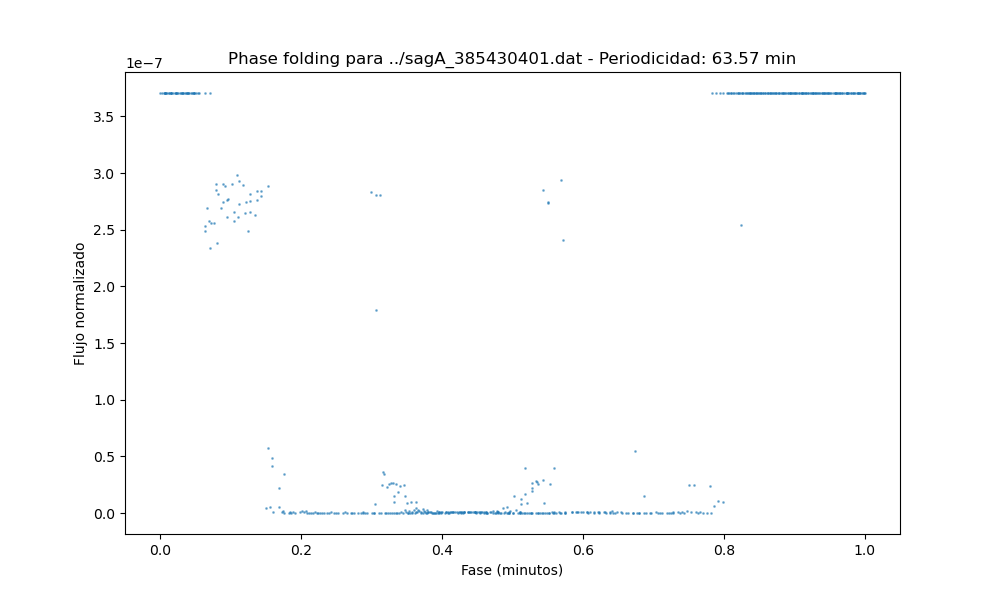 Phase folding para ../sagA_385430401.dat - Periodicidad: 63.57 min
1e−7
3.5
3.0
2.5
2.0
1.5
1.0
0.5
0.0
Flujo normalizado
0.0 0.2 0.4 0.6 0.8 1.0
Fase (minutos)